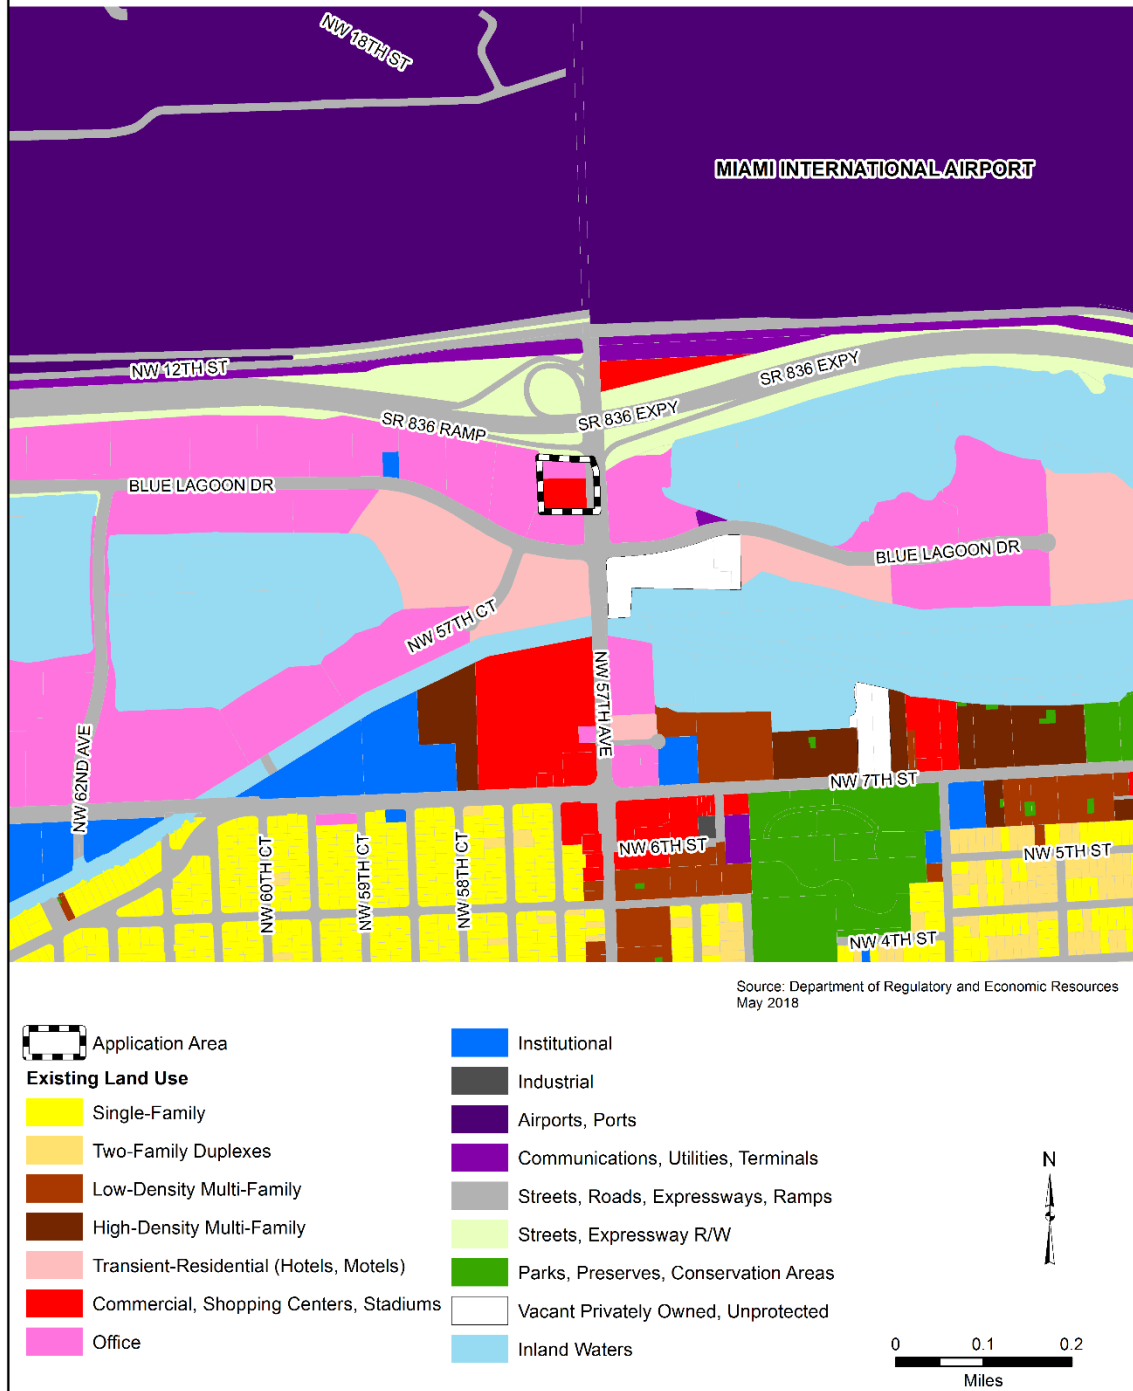 NW 18TH ST
MIAMI INTERNATIONAL AIRPORT
NW 12TH ST
SR 836 EXPY
SR 836 EXPY
SR 836 RAMP
BLUE LAGOON DR
BLUE LAGOON DR
NW 57TH CT
NW 57TH AVE
NW 62ND AVE
NW 7TH ST
NW 6TH ST
NW 5TH ST
NW 60TH CT
NW 59TH CT
NW 58TH CT
NW 4TH ST
Source: Department of Regulatory and Economic Resources
May 2018
Application Area
Existing Land Use
Single-Family
Two-Family Duplexes
Low-Density Multi-Family
High-Density Multi-Family
Transient-Residential (Hotels, Motels)
Commercial, Shopping Centers, Stadiums
Office
Institutional
Industrial
Airports, Ports
Communications, Utilities, Terminals
Streets, Roads, Expressways, Ramps
Streets, Expressway R/W
Parks, Preserves, Conservation Areas
Vacant Privately Owned, Unprotected
Inland Waters
N
0 0.1 0.2
Miles